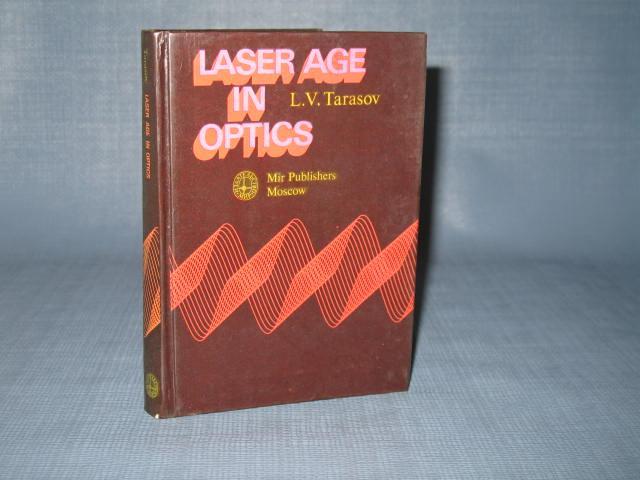 LASER AGE
IN
OPTICS
L.V. Tarasov
Mir Publishers
Moscow
Tarasov LASER AGE IN OPTICS